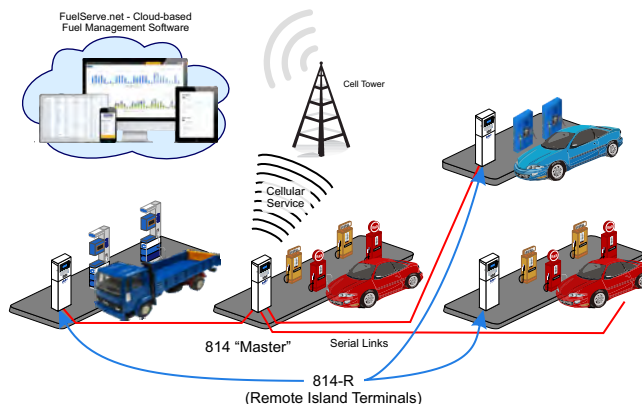 FuelServe.net - Cloud-based
Fuel Management Software
Cell Tower
Cellular
Service
814 “Master”
Serial Links
814-R
(Remote Island Terminals)